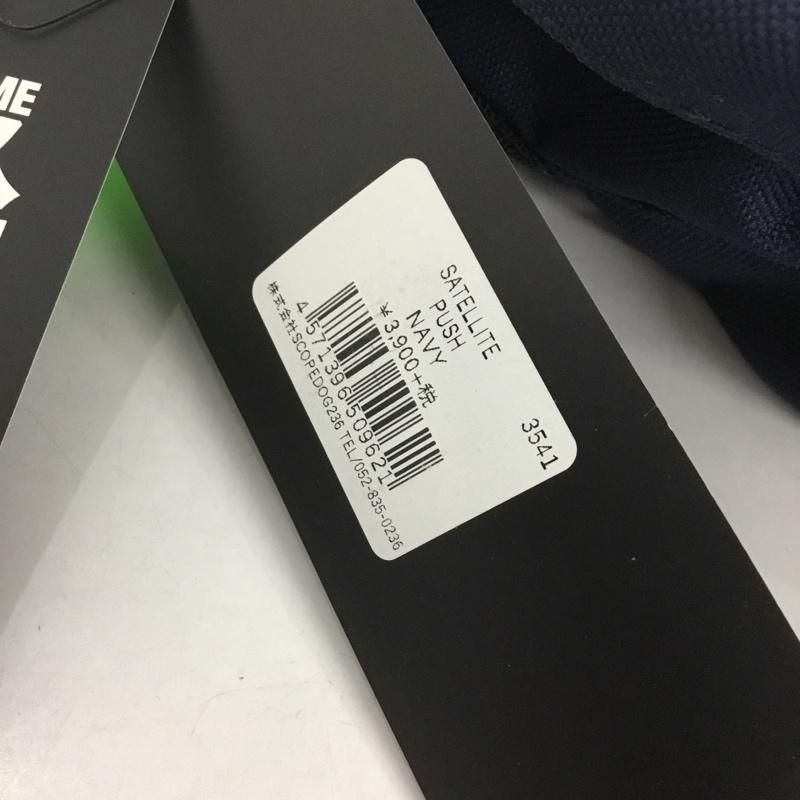 SATELLITE
PUSH
NAVY
¥3,900+税
4571396509621
株式会社SCOPEDOG236 TEL/052-835-0236
3541
ME